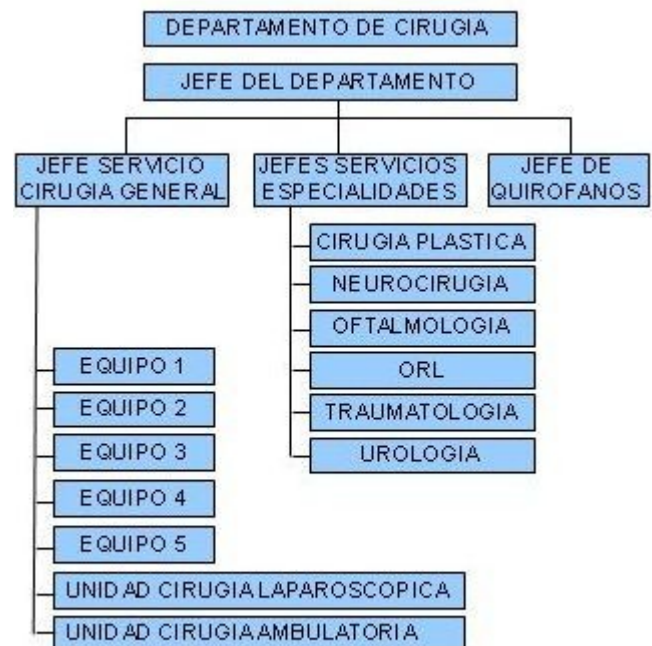 DEPARTAMENTO DE CIRUGIA
JEFE DEL DEPARTAMENTO
JEFE SERVICIO
CIRUGIA GENERAL
JEFES SERVICIOS
ESPECIALIDADES
JEFE DE
QUIROFANOS
CIRUGIA PLASTICA
NEUROCIRUGIA
OFTALMOLOGIA
ORL
TRAUMATOLOGIA
UROLOGIA
EQUIPO 1
EQUIPO 2
EQUIPO 3
EQUIPO 4
EQUIPO 5
UNIDAD CIRUGIA LAPAROSCOPICA
UNIDAD CIRUGIA AMBULATORIA